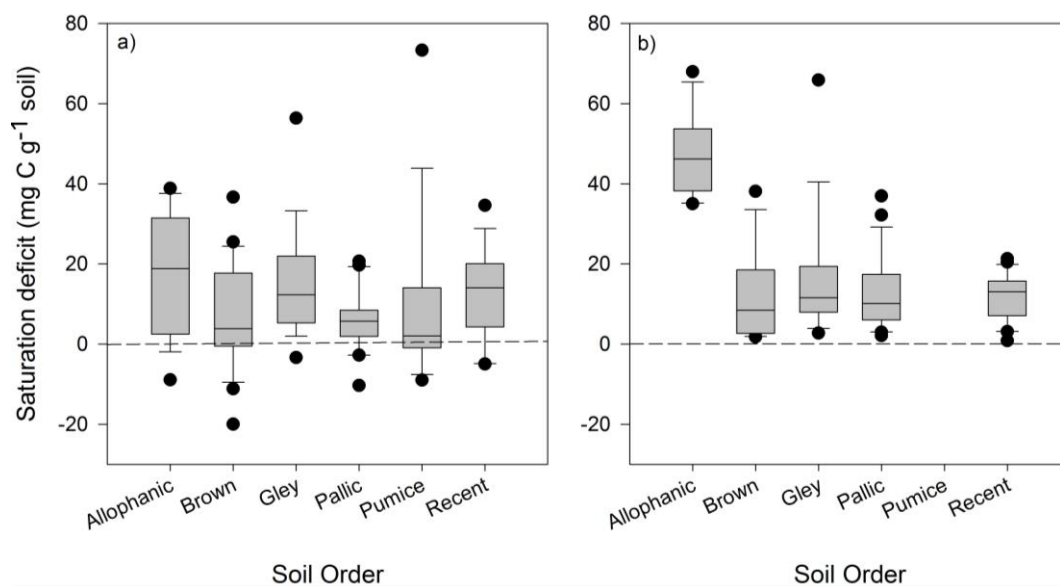 Saturation deficit (mg C g⁻¹ soil)
a)
80
60
40
20
0
-20
Allophanic
Brown
Gley
Pallic
Pumice
Recent
Soil Order
b)
80
60
40
20
0
-20
Allophanic
Brown
Gley
Pallic
Pumice
Recent
Soil Order